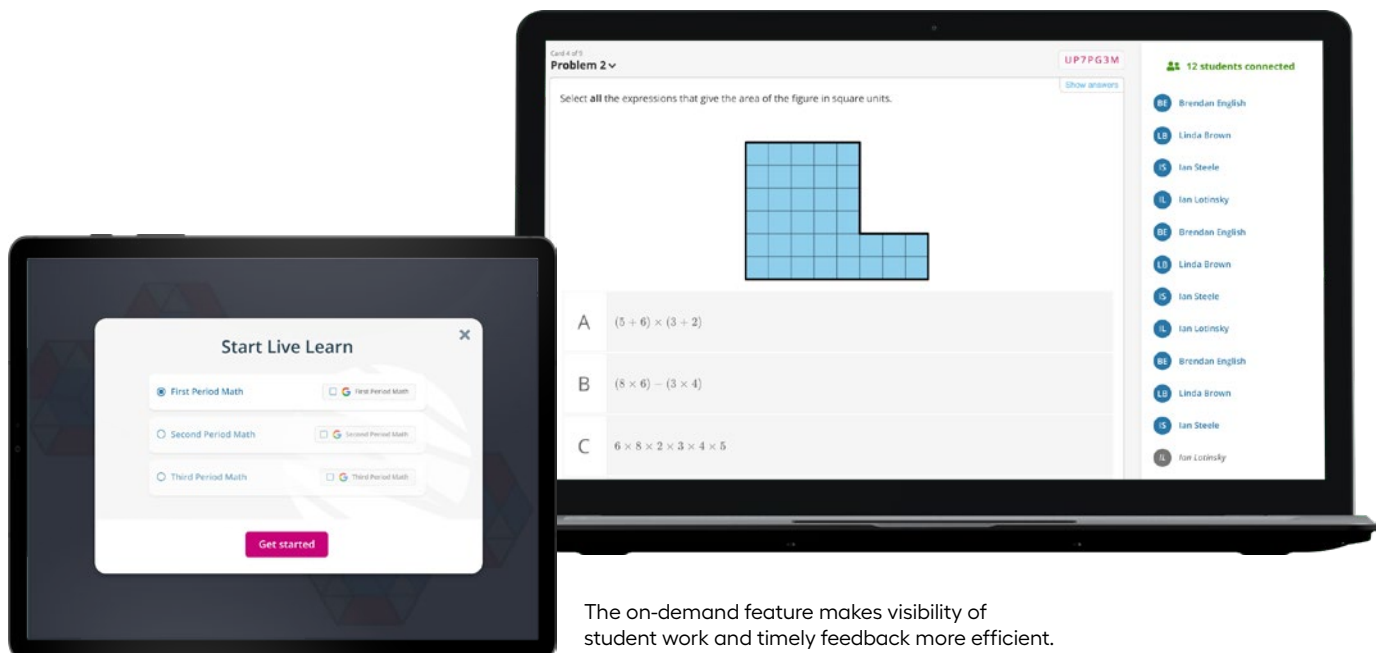 Card 4 of 5
Problem 2
UP7PG3M
Show answers
Select all the expressions that give the area of the figure in square units.
A (5 + 6) × (3 + 2)
B (8 × 6) − (3 × 4)
C 6 × 8 × 2 × 3 × 4 × 5
12 students connected
BE Brendan English
LB Linda Brown
IS Ian Steele
IL Ian Lotinsky
BE Brendan English
LB Linda Brown
IS Ian Steele
IL Ian Lotinsky
BE Brendan English
LB Linda Brown
IS Ian Steele
IL Ian Lotinsky
Start Live Learn
First Period Math G First Period Math
Second Period Math G Second Period Math
Third Period Math G Third Period Math
Get started
The on-demand feature makes visibility of
student work and timely feedback more efficient.